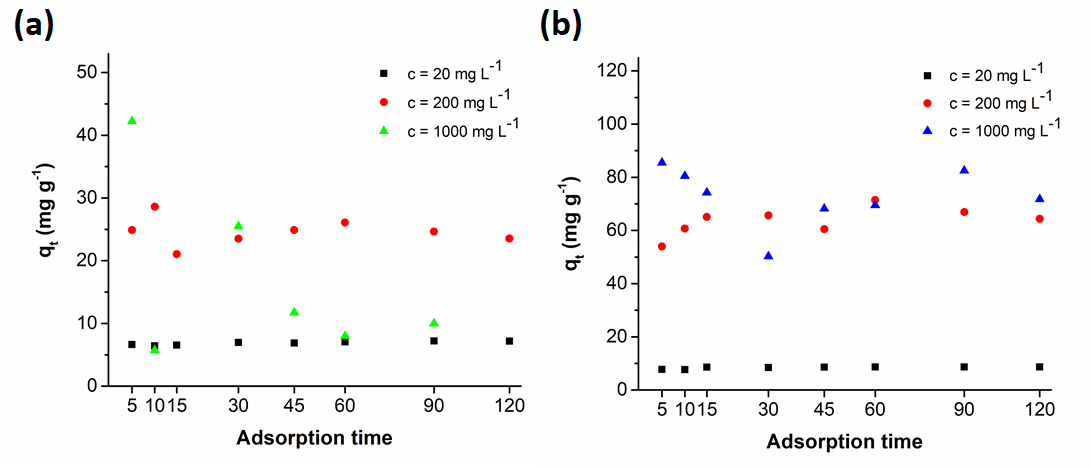 (a)
50
40
30
20
10
0
q_t (mg g^-1)
c = 20 mg L^-1
c = 200 mg L^-1
c = 1000 mg L^-1
5 10 15 30 45 60 90 120
Adsorption time
(b)
120
100
80
60
40
20
0
q_t (mg g^-1)
c = 20 mg L^-1
c = 200 mg L^-1
c = 1000 mg L^-1
5 10 15 30 45 60 90 120
Adsorption time